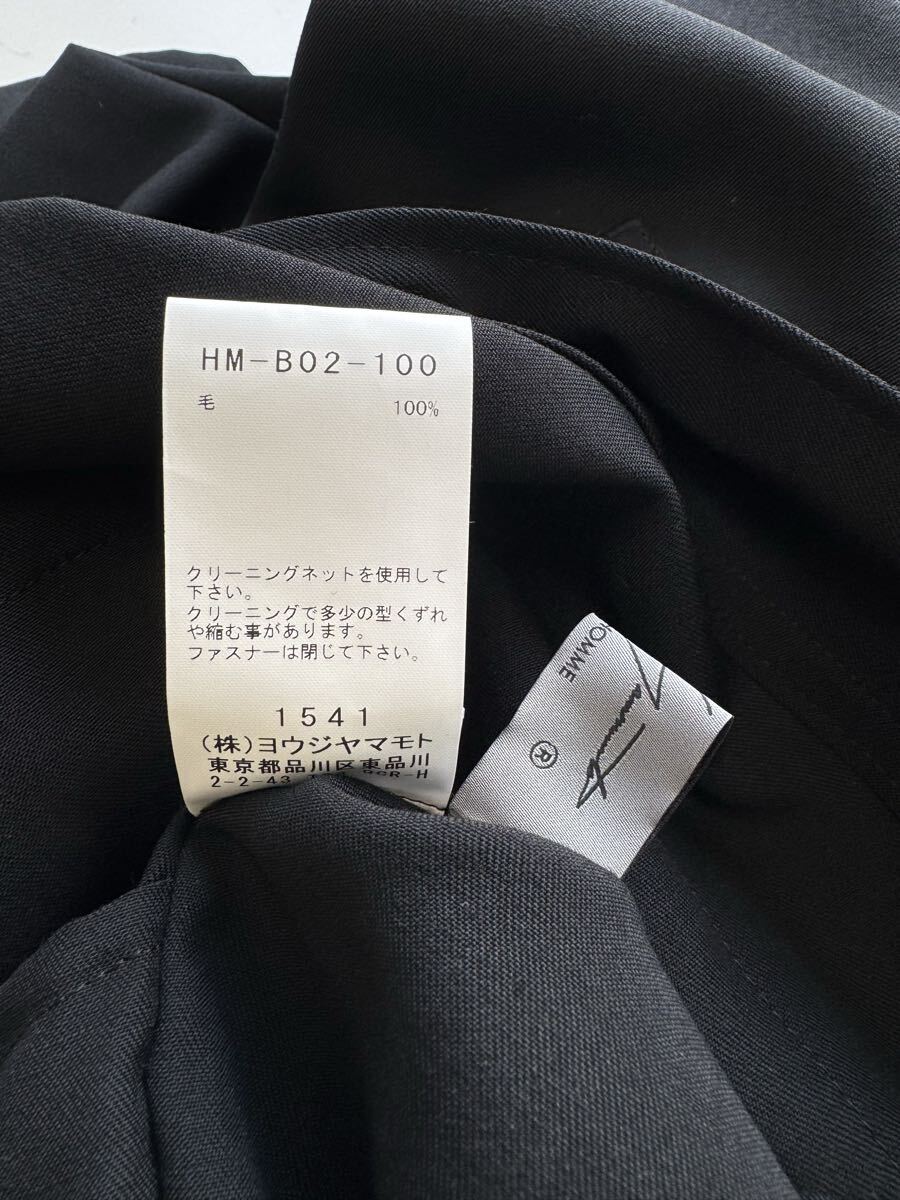 HM-B02-100
毛 100%
クリーニングネットを使用して
下さい。
クリーニングで多少の型くずれ
や縮む事があります。
ファスナーは閉じて下さい。
1541
(株)ヨウジヤマモト
東京都品川区東品川
2-2-43
HOMME
®